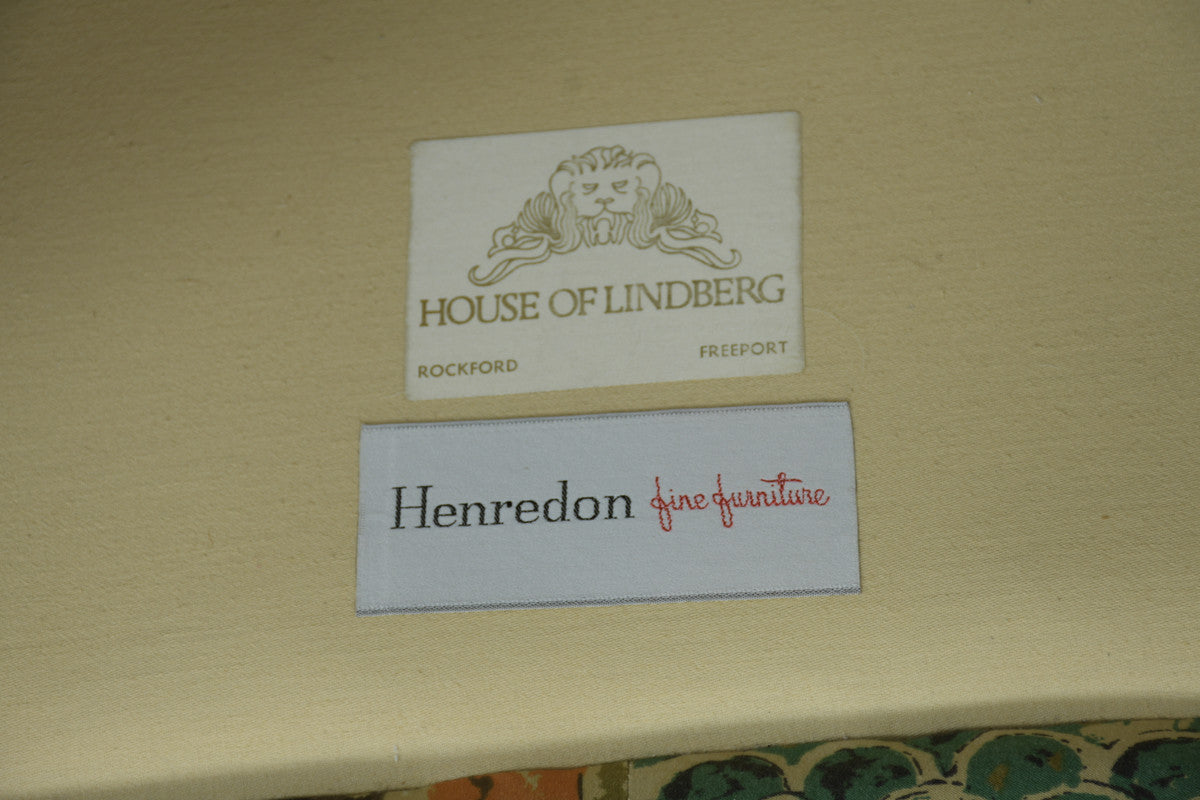 HOUSE OF LINDBERG
ROCKFORD FREEPORT
Henredon fine furniture